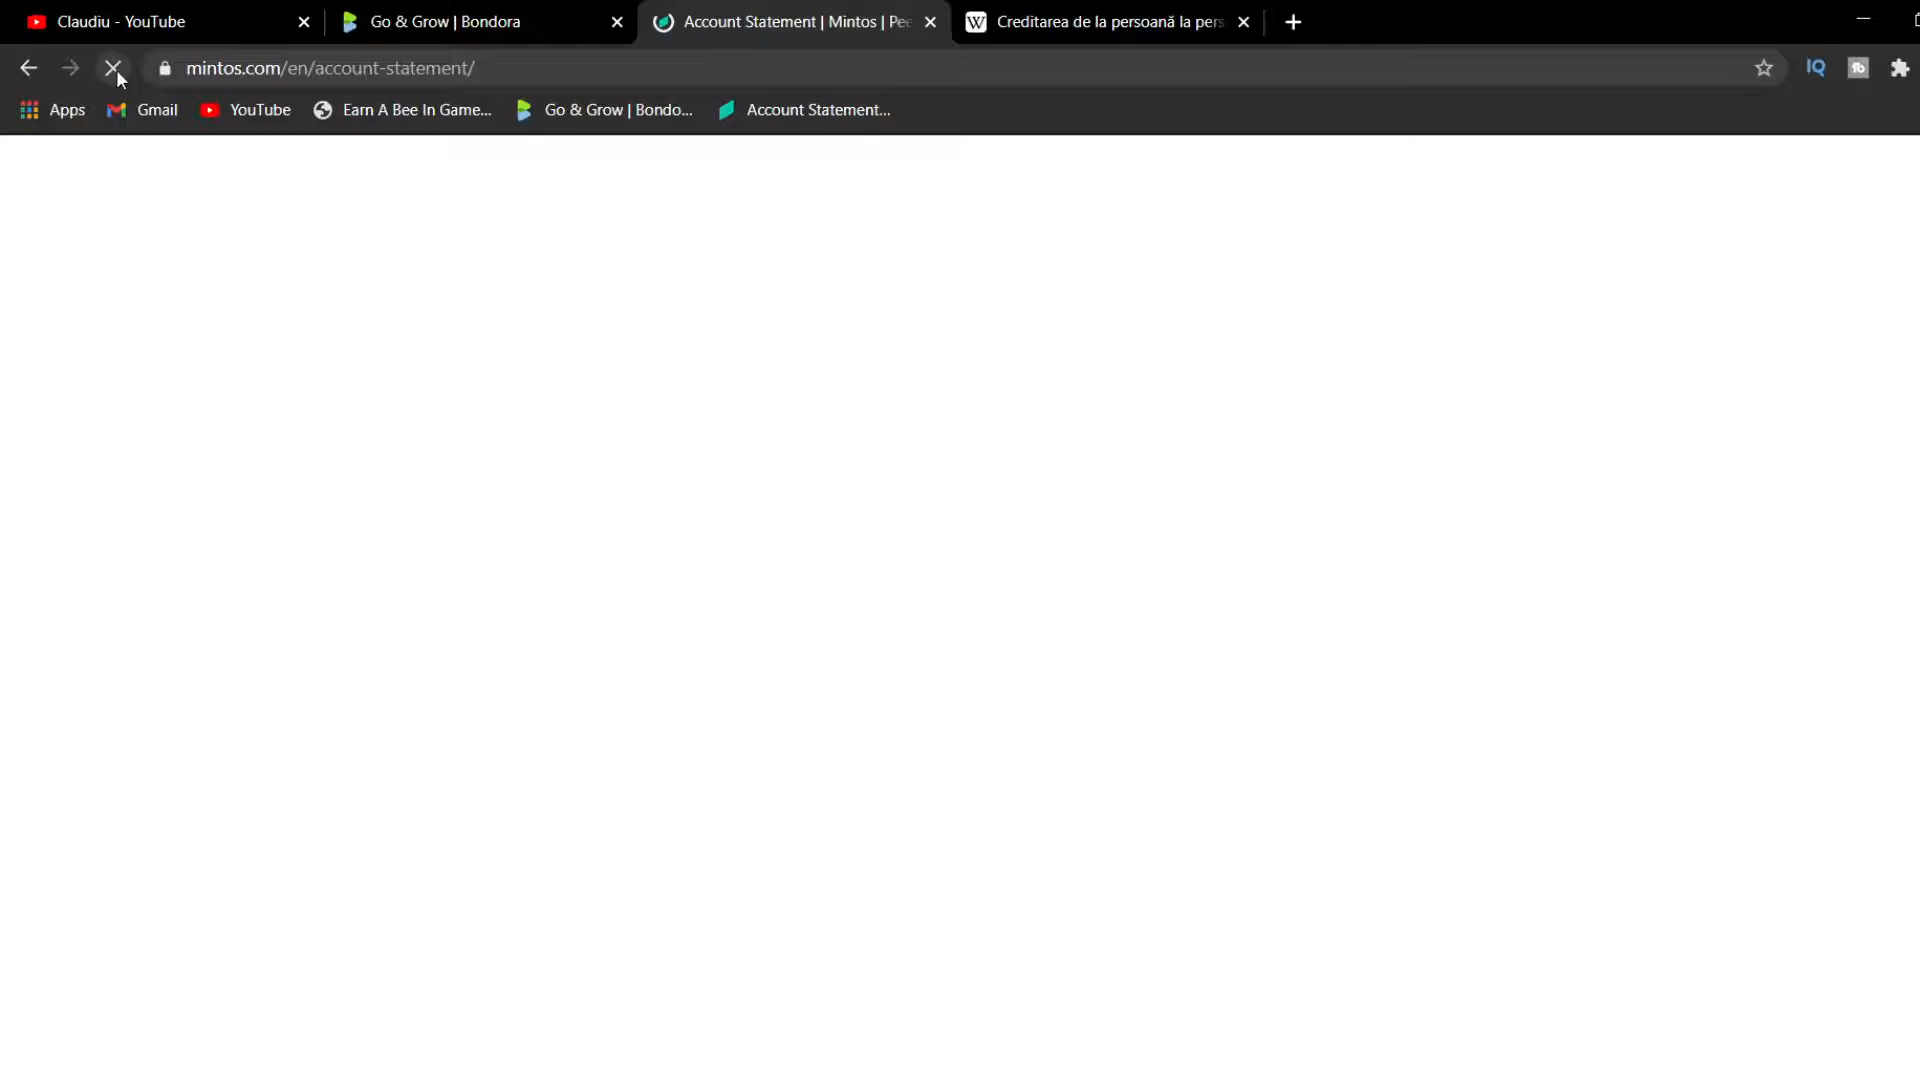 Claudiu - YouTube
Go & Grow | Bondora
Account Statement | Mintos | Pee
Creditarea de la persoană la pers
mintos.com/en/account-statement/
IQ
Apps
Gmail
YouTube
Earn A Bee In Game...
Go & Grow | Bondo...
Account Statement...